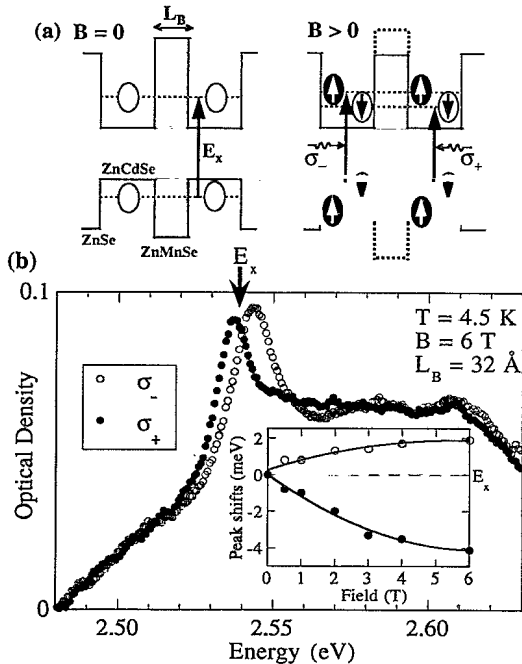 (a) B = 0
L_B
B > 0
E_x
σ_-
σ_+
ZnCdSe
ZnSe
ZnMnSe
(b)
E_x
0.1
T = 4.5 K
B = 6 T
L_B = 32 Å
σ_-
σ_+
Optical Density
Peak shifts (meV)
2
0
-2
-4
E_x
0 1 2 3 4 5 6
Field (T)
0
2.50 2.55 2.60
Energy (eV)